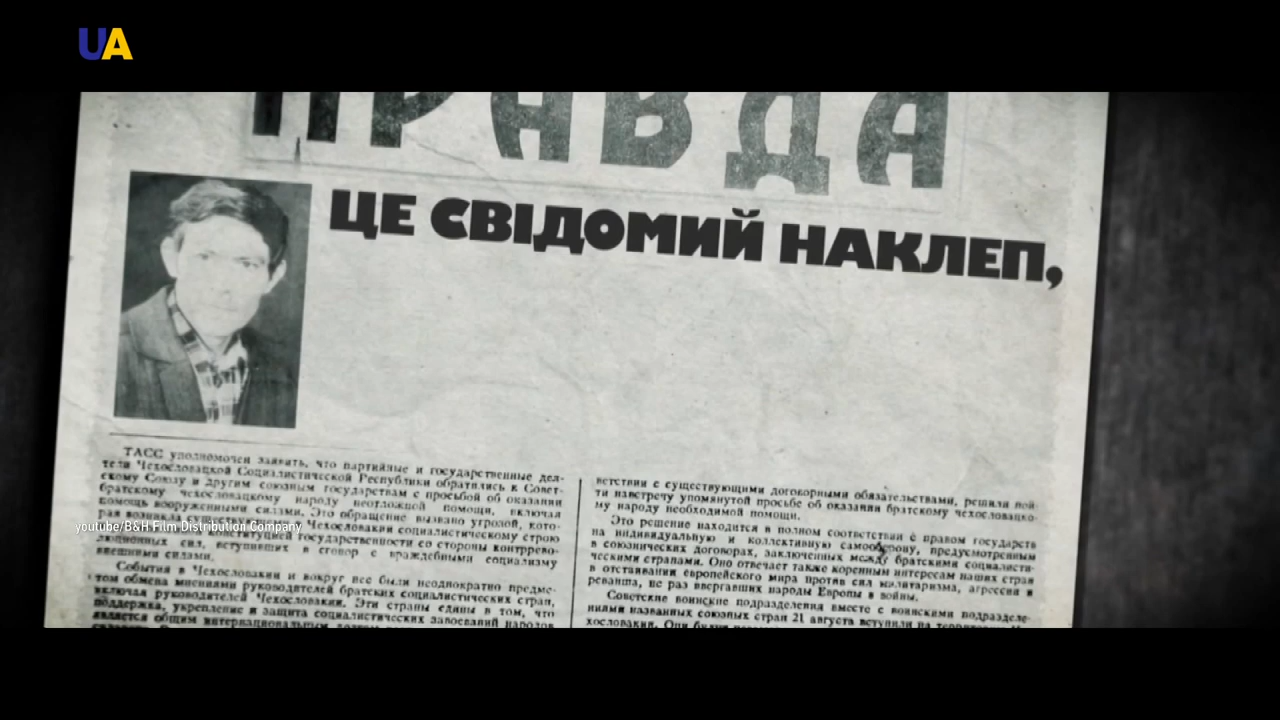 UA
ПРАВДА
ЦЕ СВІДОМИЙ НАКЛЕП,
ТАСС уполномочен заявить, что партийные и государственные дея-
тели Чехословацкой Социалистической Республики обратились к Совет-
скому Союзу и другим союзным государствам с просьбой об оказании
братскому чехословацкому народу неотложной помощи, включая
помощь вооруженными силами. Это обращение вызвано угрозой, кото-
рая возникла Чехословакии социалистическому строю
конституцией государственности со стороны контррево-
люционных сил, вступивших в сговор с враждебными социализму
внешними силами.
События в Чехословакии и вокруг нее были неоднократно предме-
том обмена мнениями руководителей братских социалистических стран,
включая руководителей Чехословакии. Эти страны едины в том, что
поддержка, укрепление и защита социалистических завоеваний народов
является общим интернациональным
youtube/B&H Film Distribution Company
ветствии с существующими договорными обязательствами, решили пой-
ти навстречу упомянутой просьбе об оказании братскому чехословацко-
му народу необходимой помощи.
Это решение находится в полном соответствии с правом государств
на индивидуальную и коллективную самооборону, предусмотренным
в союзнических договорах, заключенных между братскими социалисти-
ческими странами. Оно отвечает также коренным интересам наших стран
в отстаивании европейского мира против сил милитаризма, агрессии и
реванша, не раз ввергавших народы Европы в войны.
Советские воинские подразделения вместе с воинскими подразделе-
ниями названных союзных стран 21 августа вступили на
хословакии. Они